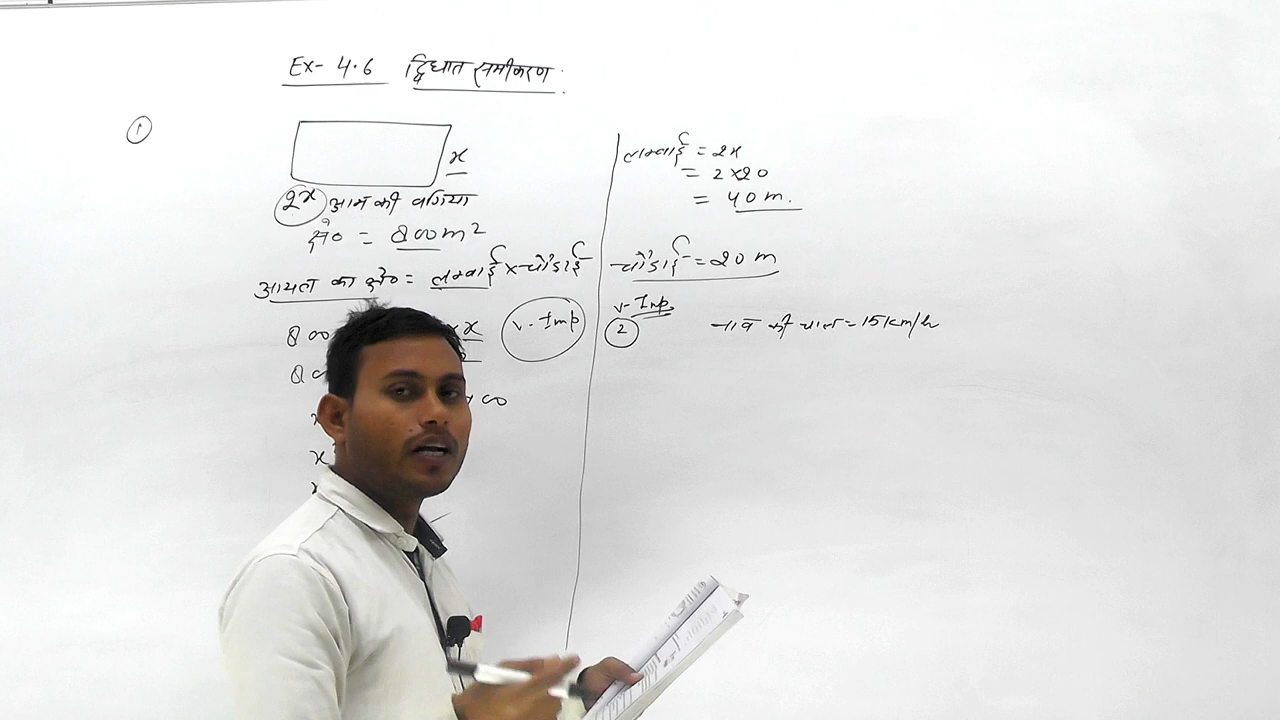 Ex- 4.6 द्विघात समीकरण
1
x
2x आम की बगिया
क्षे० = 800m²
आयत का क्षे० = लम्बाई × चौड़ाई
800
x
v. Imp
लम्बाई = 2x
= 2×20
= 40 m.
चौड़ाई = 20 m
v. Imp.
2
नाव की चाल = 15 km/h